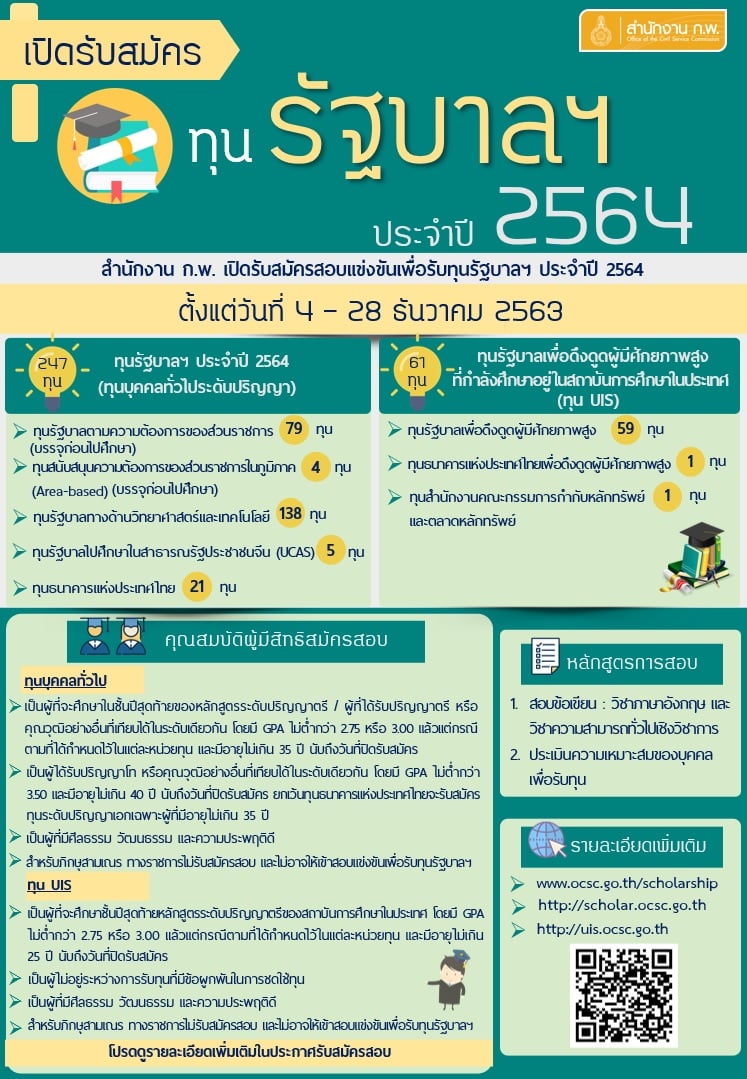 เปิดรับสมัคร
สำนักงาน ก.พ.
Office of the Civil Service Commission
ทุน รัฐบาลฯ
ประจำปี 2564
สำนักงาน ก.พ. เปิดรับสมัครสอบแข่งขันเพื่อรับทุนรัฐบาลฯ ประจำปี 2564
ตั้งแต่วันที่ 4 - 28 ธันวาคม 2563
247
ทุน
ทุนรัฐบาลฯ ประจำปี 2564
(ทุนบุคคลทั่วไประดับปริญญา)
ทุนรัฐบาลตามความต้องการของส่วนราชการ 79 ทุน
(บรรจุก่อนไปศึกษา)
ทุนสนับสนุนความต้องการของส่วนราชการในภูมิภาค 4 ทุน
(Area-based) (บรรจุก่อนไปศึกษา)
ทุนรัฐบาลทางด้านวิทยาศาสตร์และเทคโนโลยี 138 ทุน
ทุนรัฐบาลไปศึกษาในสาธารณรัฐประชาชนจีน (UCAS) 5 ทุน
ทุนธนาคารแห่งประเทศไทย 21 ทุน
61
ทุน
ทุนรัฐบาลเพื่อดึงดูดผู้มีศักยภาพสูง
ที่กำลังศึกษาอยู่ในสถาบันการศึกษาในประเทศ
(ทุน UIS)
ทุนรัฐบาลเพื่อดึงดูดผู้มีศักยภาพสูง 59 ทุน
ทุนธนาคารแห่งประเทศไทยเพื่อดึงดูดผู้มีศักยภาพสูง 1 ทุน
ทุนสำนักงานคณะกรรมการกำกับหลักทรัพย์ 1 ทุน
และตลาดหลักทรัพย์
คุณสมบัติผู้มีสิทธิสมัครสอบ
ทุนบุคคลทั่วไป
เป็นผู้ที่จะศึกษาในชั้นปีสุดท้ายของหลักสูตรระดับปริญญาตรี / ผู้ที่ได้รับปริญญาตรี หรือ
คุณวุฒิอย่างอื่นที่เทียบได้ในระดับเดียวกัน โดยมี GPA ไม่ต่ำกว่า 2.75 หรือ 3.00 แล้วแต่กรณี
ตามที่ได้กำหนดไว้ในแต่ละหน่วยทุน และมีอายุไม่เกิน 35 ปี นับถึงวันที่ปิดรับสมัคร
เป็นผู้ได้รับปริญญาโท หรือคุณวุฒิอย่างอื่นที่เทียบได้ในระดับเดียวกัน โดยมี GPA ไม่ต่ำกว่า
3.50 และมีอายุไม่เกิน 40 ปี นับถึงวันที่ปิดรับสมัคร ยกเว้นทุนธนาคารแห่งประเทศไทยจะรับสมัคร
ทุนระดับปริญญาเอกเฉพาะผู้ที่มีอายุไม่เกิน 35 ปี
เป็นผู้ที่มีศีลธรรม วัฒนธรรม และความประพฤติดี
สำหรับภิกษุสามเณร ทางราชการไม่รับสมัครสอบ และไม่อาจให้เข้าสอบแข่งขันเพื่อรับทุนรัฐบาลฯ
ทุน UIS
เป็นผู้ที่จะศึกษาชั้นปีสุดท้ายหลักสูตรระดับปริญญาตรีของสถาบันการศึกษาในประเทศ โดยมี GPA
ไม่ต่ำกว่า 2.75 หรือ 3.00 แล้วแต่กรณีตามที่ได้กำหนดไว้ในแต่ละหน่วยทุน และมีอายุไม่เกิน
25 ปี นับถึงวันที่ปิดรับสมัคร
เป็นผู้ไม่อยู่ระหว่างการรับทุนที่มีข้อผูกพันในการชดใช้ทุน
เป็นผู้ที่มีศีลธรรม วัฒนธรรม และความประพฤติดี
สำหรับภิกษุสามเณร ทางราชการไม่รับสมัครสอบ และไม่อาจให้เข้าสอบแข่งขันเพื่อรับทุนรัฐบาลฯ
โปรดดูรายละเอียดเพิ่มเติมในประกาศรับสมัครสอบ
หลักสูตรการสอบ
1. สอบข้อเขียน : วิชาภาษาอังกฤษ และ
วิชาความสามารถทั่วไปเชิงวิชาการ
2. ประเมินความเหมาะสมของบุคคล
เพื่อรับทุน
รายละเอียดเพิ่มเติม
www.ocsc.go.th/scholarship
http://scholar.ocsc.go.th
http://uis.ocsc.go.th